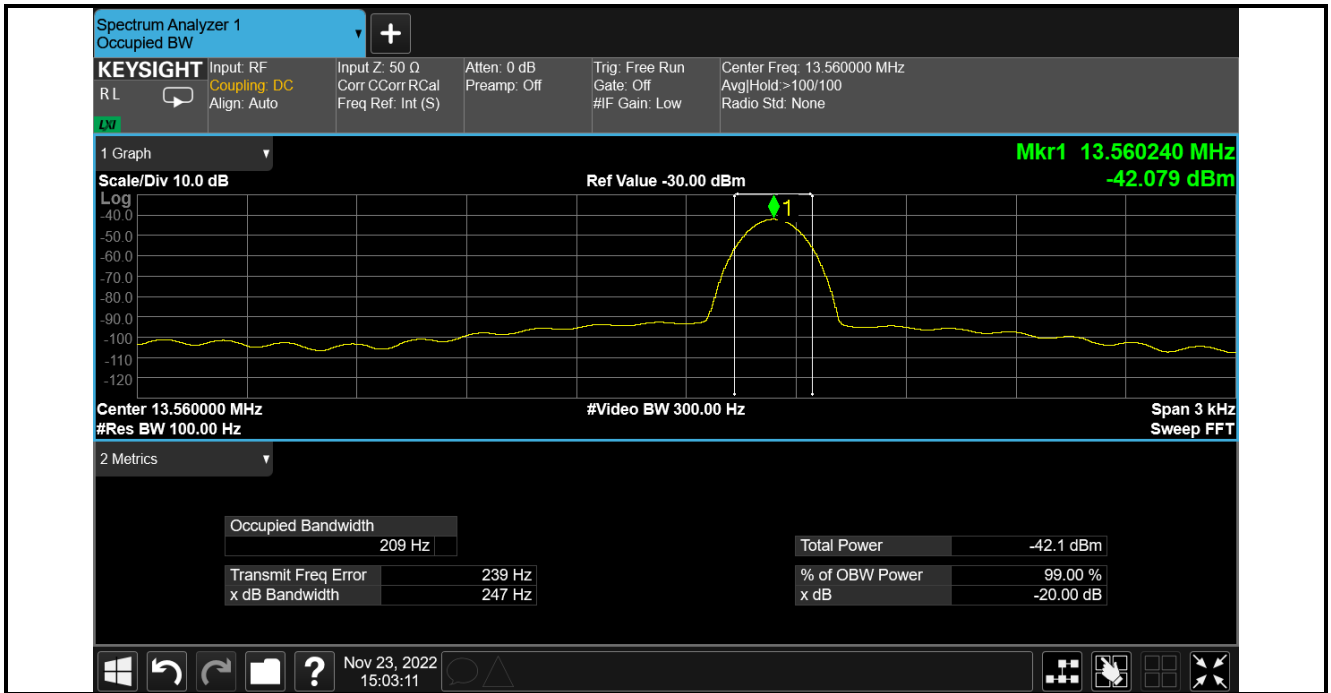 Spectrum Analyzer 1
Occupied BW
▼
+
KEYSIGHT
RL
LXI
Input: RF
Coupling: DC
Align: Auto
Input Z: 50 Ω
Corr CCorr RCal
Freq Ref: Int (S)
Atten: 0 dB
Preamp: Off
Trig: Free Run
Gate: Off
#IF Gain: Low
Center Freq: 13.560000 MHz
Avg|Hold:>100/100
Radio Std: None
1 Graph ▼
Mkr1 13.560240 MHz
-42.079 dBm
Scale/Div 10.0 dB
Ref Value -30.00 dBm
Log
1
-40.0
-50.0
-60.0
-70.0
-80.0
-90.0
-100
-110
-120
Center 13.560000 MHz
#Video BW 300.00 Hz
Span 3 kHz
#Res BW 100.00 Hz
Sweep FFT
2 Metrics ▼
Occupied Bandwidth
209 Hz
Total Power -42.1 dBm
Transmit Freq Error 239 Hz
% of OBW Power 99.00 %
x dB Bandwidth 247 Hz
x dB -20.00 dB
?
Nov 23, 2022
15:03:11